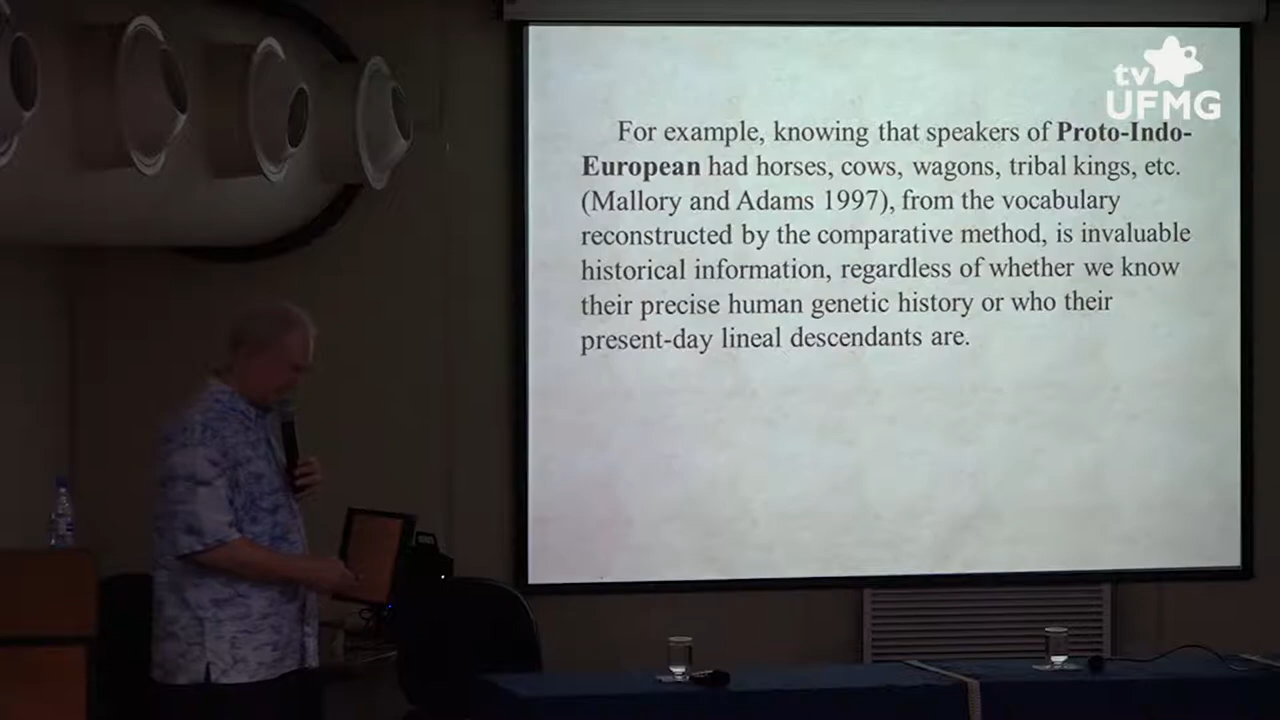 tv
UFMG
For example, knowing that speakers of Proto-Indo-
European had horses, cows, wagons, tribal kings, etc.
(Mallory and Adams 1997), from the vocabulary
reconstructed by the comparative method, is invaluable
historical information, regardless of whether we know
their precise human genetic history or who their
present-day lineal descendants are.